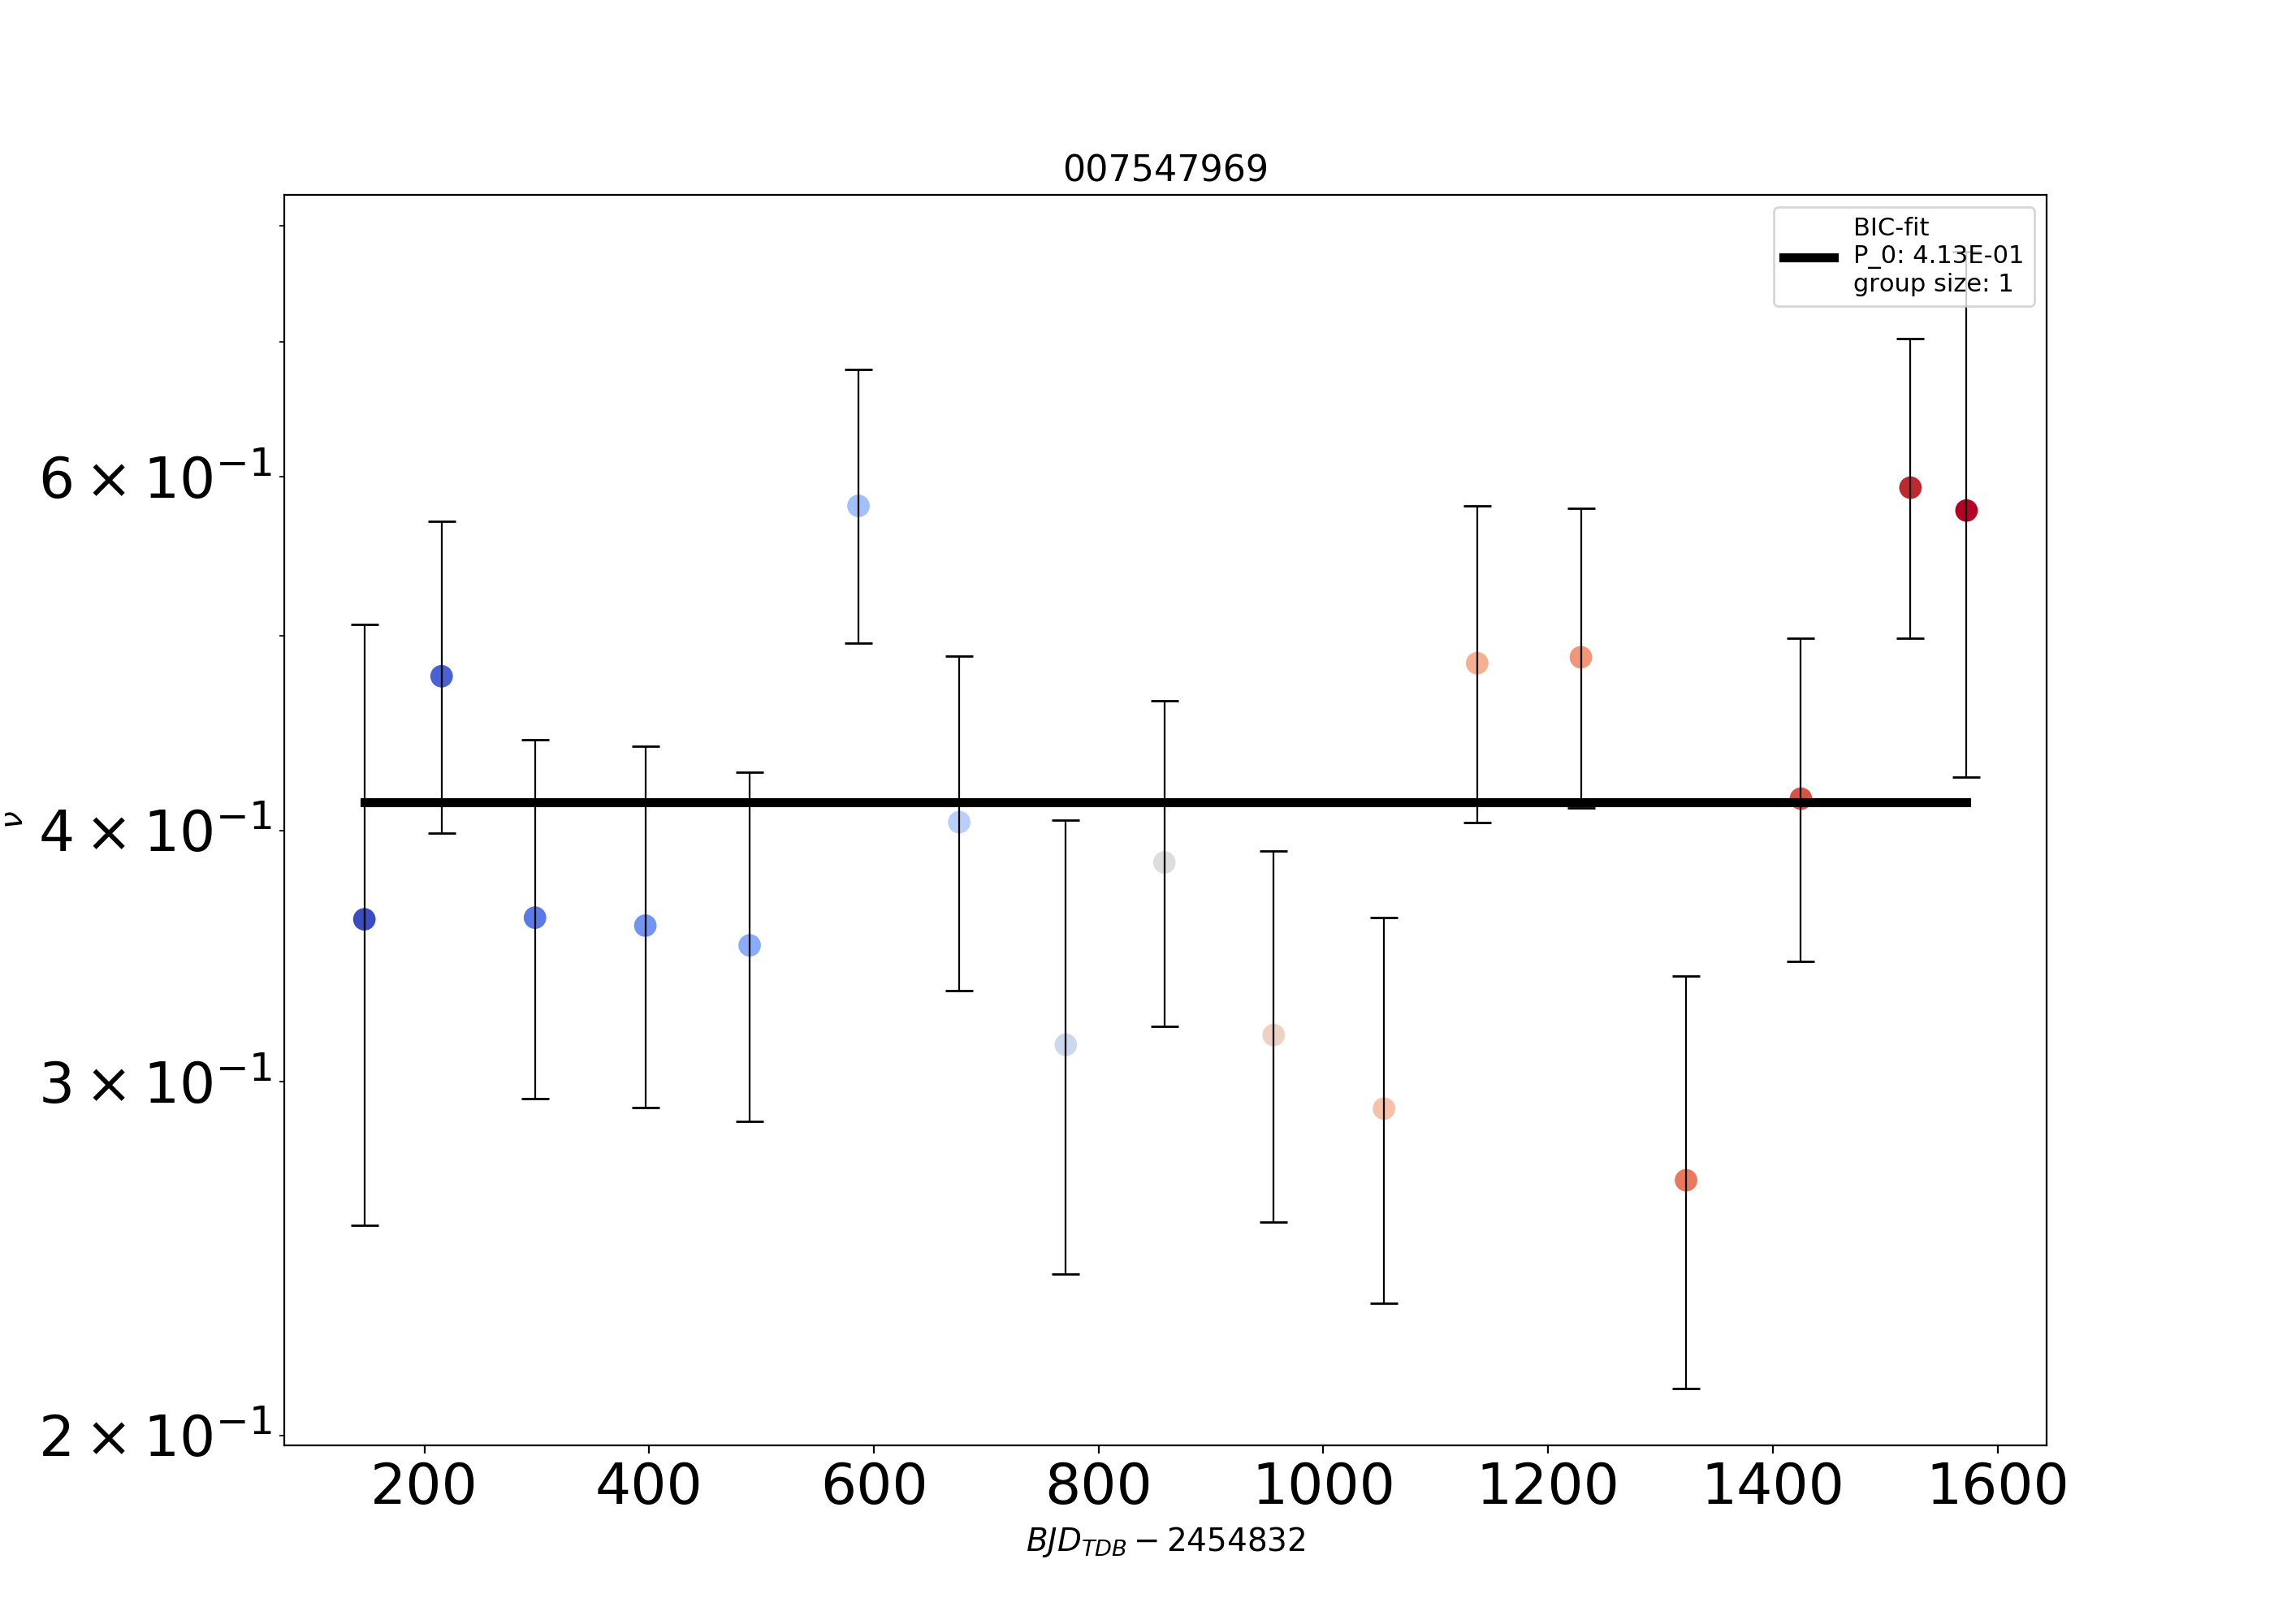 007547969
BIC-fit
P_0: 4.13E-01
group size: 1
ν
6 × 10⁻¹
4 × 10⁻¹
3 × 10⁻¹
2 × 10⁻¹
200 400 600 800 1000 1200 1400 1600
BJD_TDB − 2454832